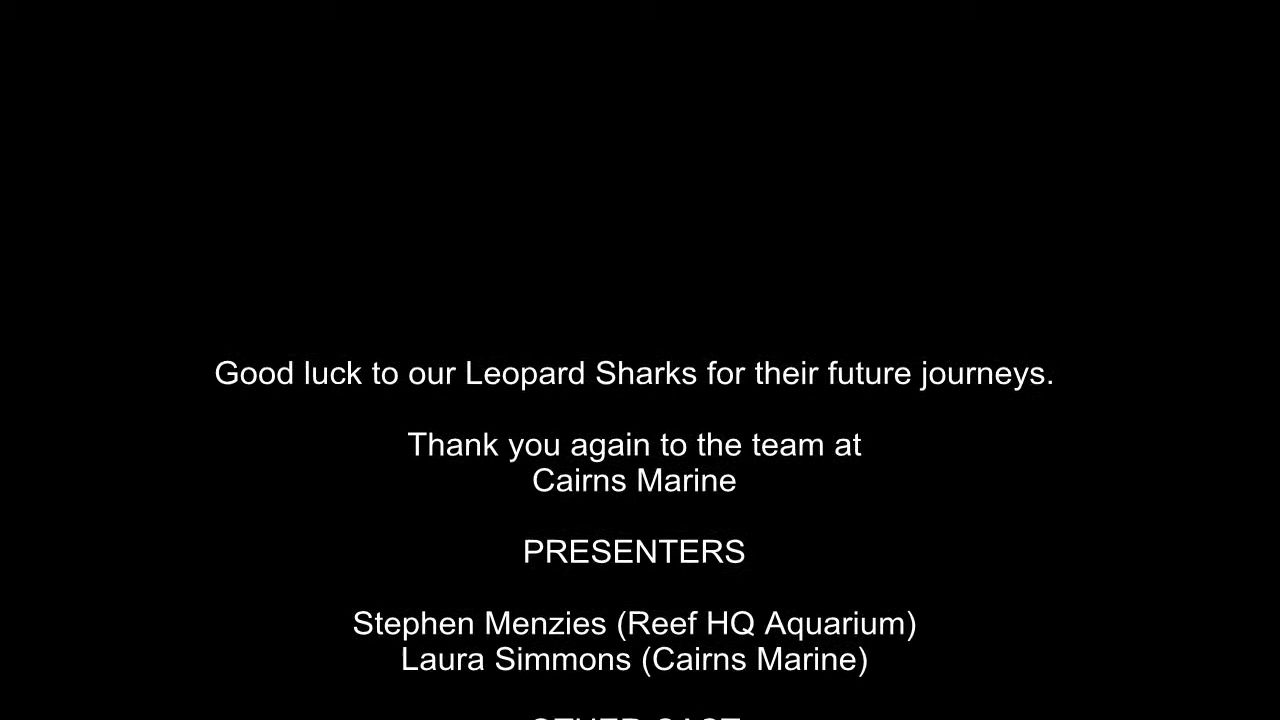 Good luck to our Leopard Sharks for their future journeys.
Thank you again to the team at
Cairns Marine
PRESENTERS
Stephen Menzies (Reef HQ Aquarium)
Laura Simmons (Cairns Marine)